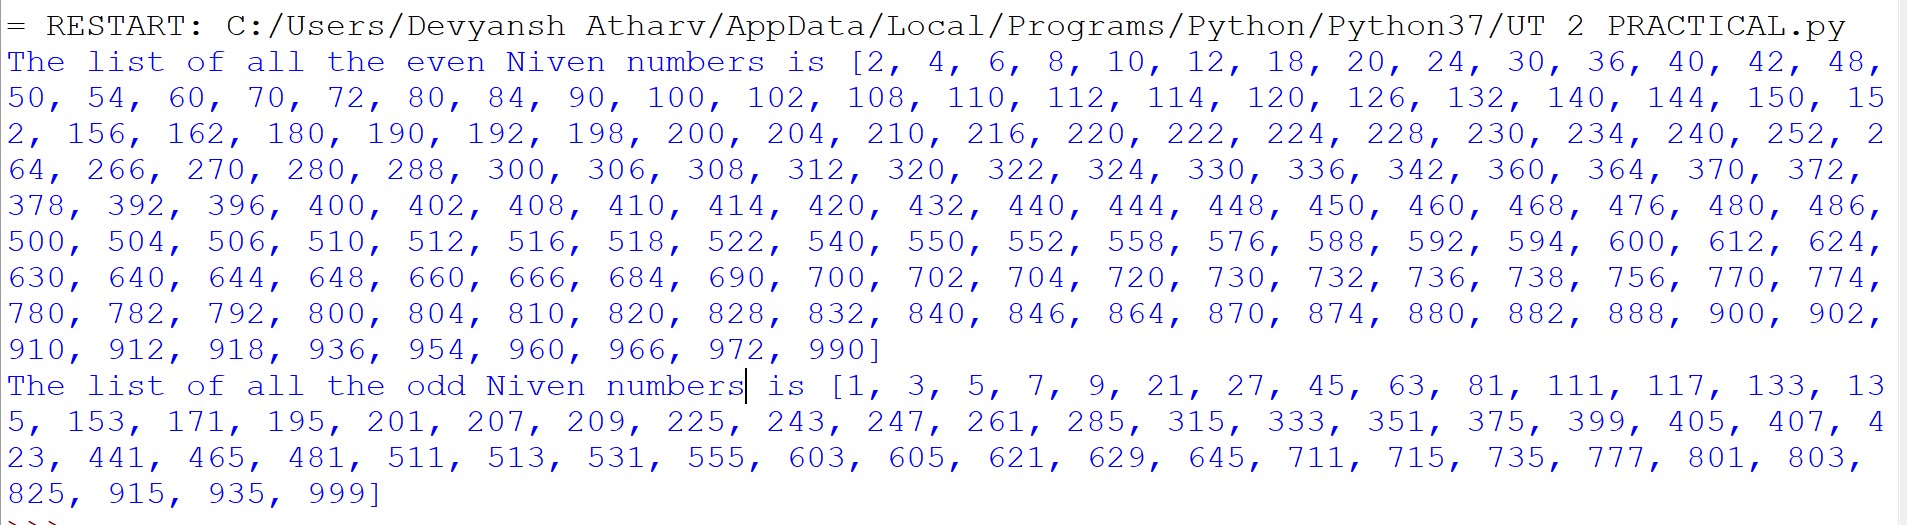 = RESTART: C:/Users/Devyansh Atharv/AppData/Local/Programs/Python/Python37/UT 2 PRACTICAL.py
The list of all the even Niven numbers is [2, 4, 6, 8, 10, 12, 18, 20, 24, 30, 36, 40, 42, 48,
50, 54, 60, 70, 72, 80, 84, 90, 100, 102, 108, 110, 112, 114, 120, 126, 132, 140, 144, 150, 15
2, 156, 162, 180, 190, 192, 198, 200, 204, 210, 216, 220, 222, 224, 228, 230, 234, 240, 252, 2
64, 266, 270, 280, 288, 300, 306, 308, 312, 320, 322, 324, 330, 336, 342, 360, 364, 370, 372,
378, 392, 396, 400, 402, 408, 410, 414, 420, 432, 440, 444, 448, 450, 460, 468, 476, 480, 486,
500, 504, 506, 510, 512, 516, 518, 522, 540, 550, 552, 558, 576, 588, 592, 594, 600, 612, 624,
630, 640, 644, 648, 660, 666, 684, 690, 700, 702, 704, 720, 730, 732, 736, 738, 756, 770, 774,
780, 782, 792, 800, 804, 810, 820, 828, 832, 840, 846, 864, 870, 874, 880, 882, 888, 900, 902,
910, 912, 918, 936, 954, 960, 966, 972, 990]
The list of all the odd Niven numbers is [1, 3, 5, 7, 9, 21, 27, 45, 63, 81, 111, 117, 133, 13
5, 153, 171, 195, 201, 207, 209, 225, 243, 247, 261, 285, 315, 333, 351, 375, 399, 405, 407, 4
23, 441, 465, 481, 511, 513, 531, 555, 603, 605, 621, 629, 645, 711, 715, 735, 777, 801, 803,
825, 915, 935, 999]
>>>